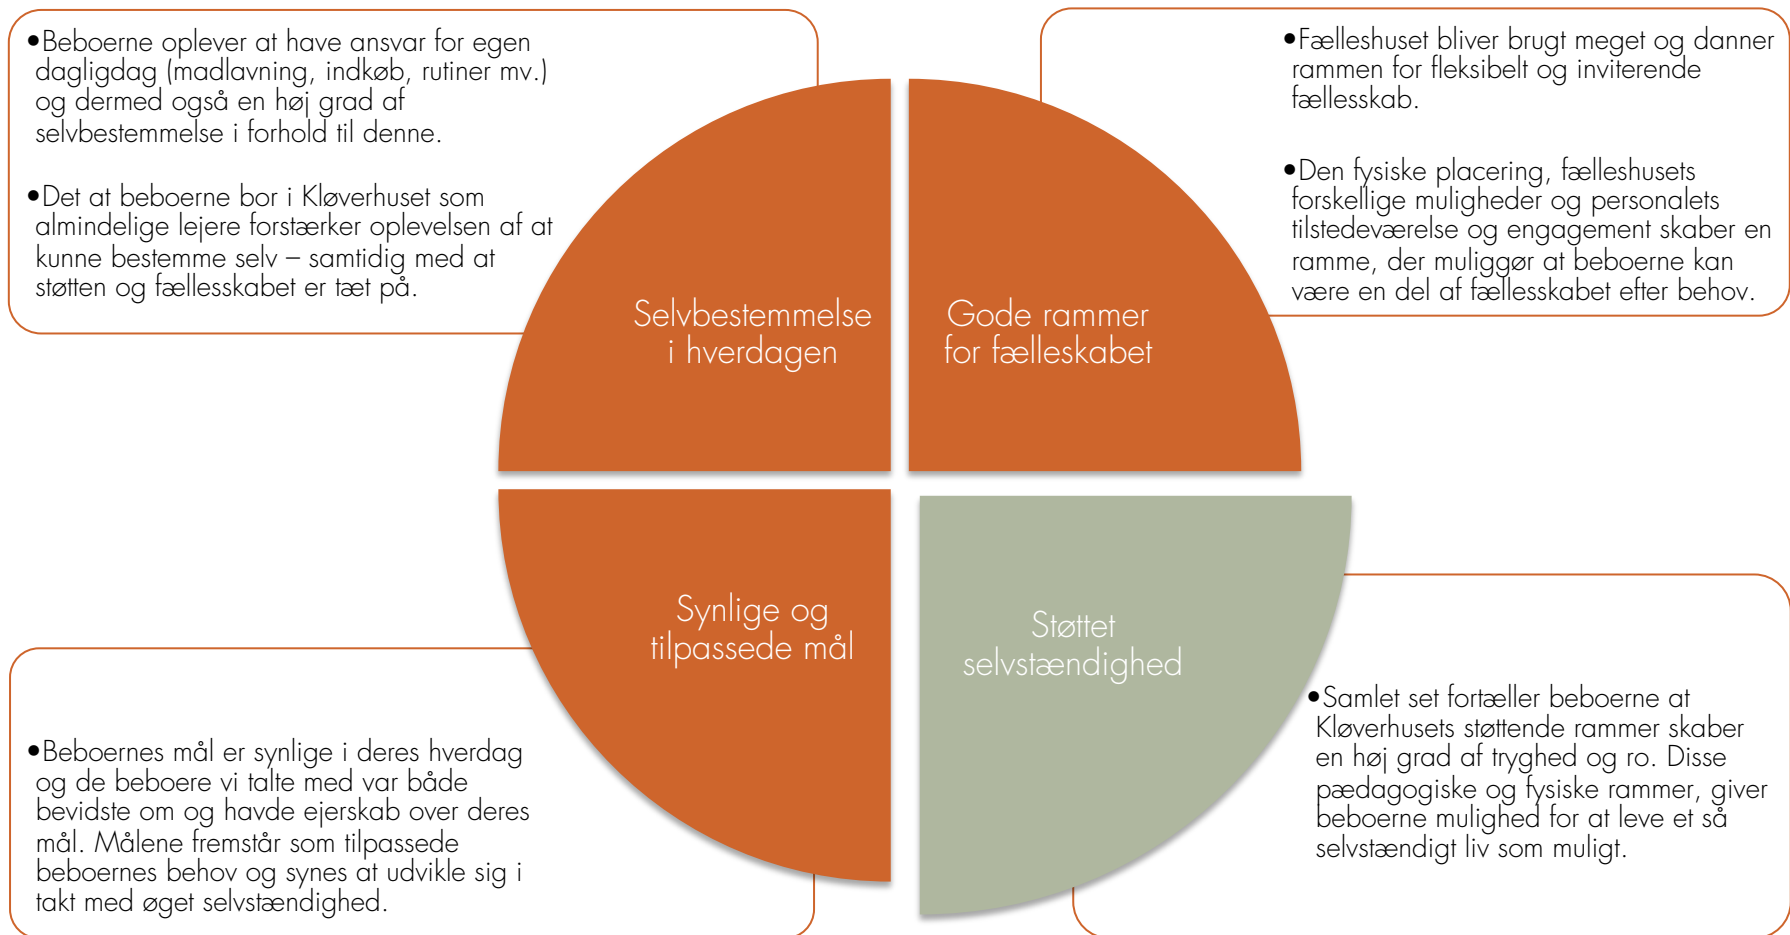 •Beboerne oplever at have ansvar for egen
dagligdag (madlavning, indkøb, rutiner mv.)
og dermed også en høj grad af
selvbestemmelse i forhold til denne.
•Det at beboerne bor i Kløverhuset som
almindelige lejere forstærker oplevelsen af at
kunne bestemme selv – samtidig med at
støtten og fællesskabet er tæt på.
•Fælleshuset bliver brugt meget og danner
rammen for fleksibelt og inviterende
fællesskab.
•Den fysiske placering, fælleshusets
forskellige muligheder og personalets
tilstedeværelse og engagement skaber en
ramme, der muliggør at beboerne kan
være en del af fællesskabet efter behov.
Selvbestemmelse
i hverdagen
Gode rammer
for fælleskabet
Synlige og
tilpassede mål
Støttet
selvstændighed
•Beboernes mål er synlige i deres hverdag
og de beboere vi talte med var både
bevidste om og havde ejerskab over deres
mål. Målene fremstår som tilpassede
beboernes behov og synes at udvikle sig i
takt med øget selvstændighed.
•Samlet set fortæller beboerne at
Kløverhusets støttende rammer skaber
en høj grad af tryghed og ro. Disse
pædagogiske og fysiske rammer, giver
beboerne mulighed for at leve et så
selvstændigt liv som muligt.